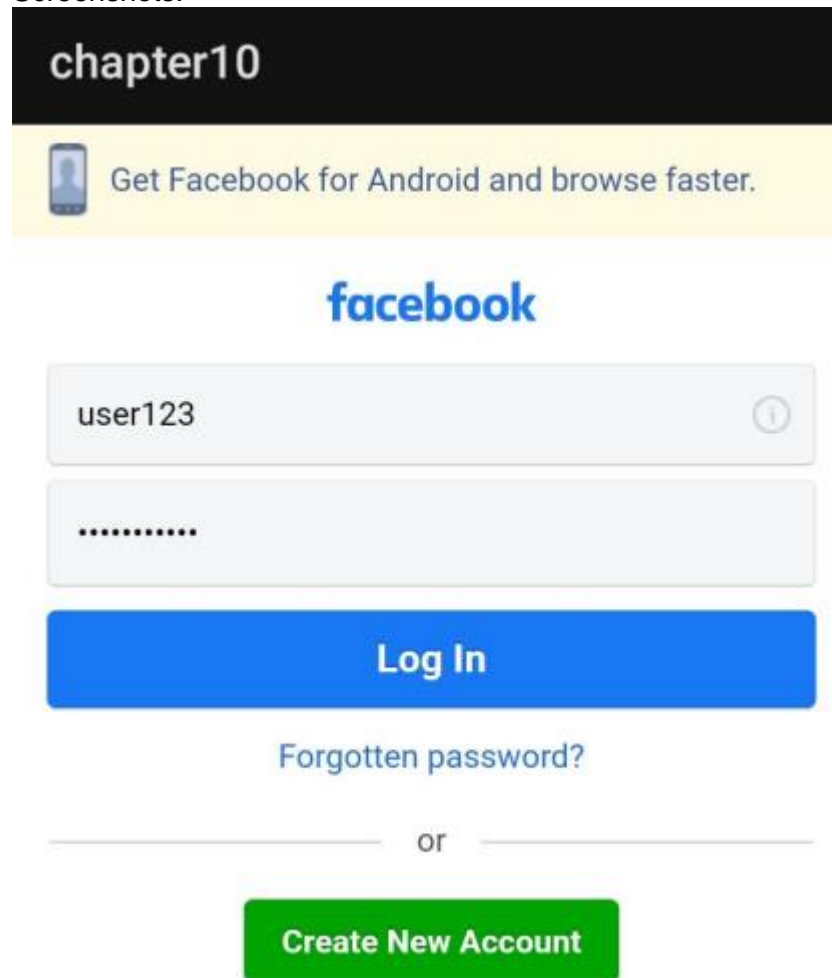 chapter10
Get Facebook for Android and browse faster.
facebook
user123
•••••••••••
Log In
Forgotten password?
or
Create New Account